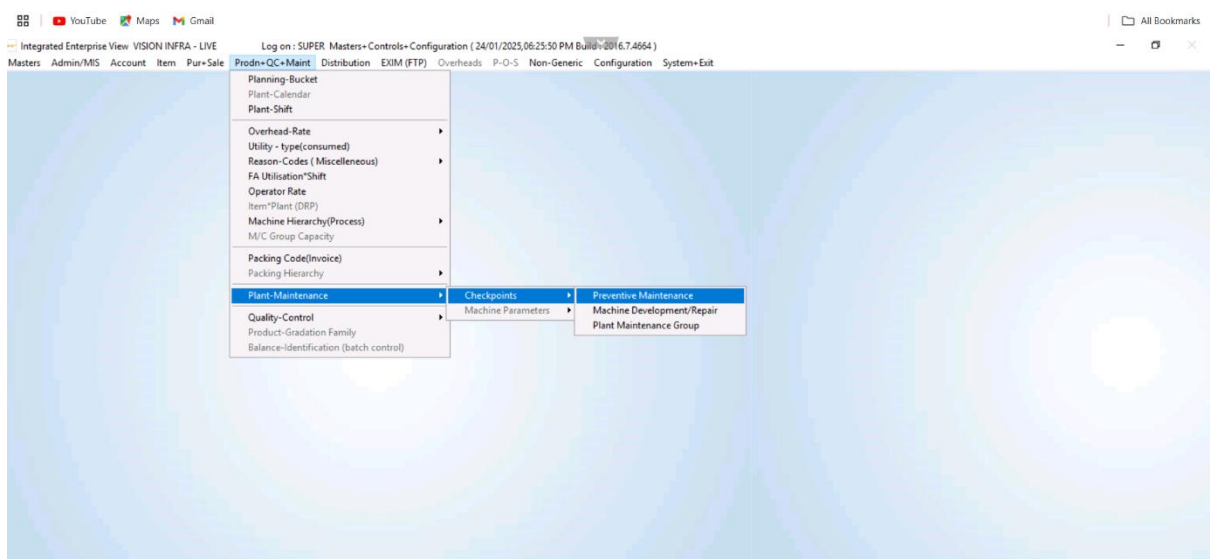 YouTube Maps Gmail All Bookmarks
Integrated Enterprise View VISION INFRA - LIVE Log on : SUPER Masters+Controls+Configuration ( 24/01/2025,06:25:50 PM Build : 2016.7.4664 )
Masters Admin/MIS Account Item Pur+Sale Prodn+QC+Maint Distribution EXIM (FTP) Overheads P-O-S Non-Generic Configuration System+Exit
Planning-Bucket
Plant-Calendar
Plant-Shift
Overhead-Rate
Utility - type(consumed)
Reason-Codes ( Miscelleneous)
FA Utilisation*Shift
Operator Rate
Item*Plant (DRP)
Machine Hierarchy(Process)
M/C Group Capacity
Packing Code(Invoice)
Packing Hierarchy
Plant-Maintenance Checkpoints Preventive Maintenance
Machine Parameters Machine Development/Repair
Plant Maintenance Group
Quality-Control
Product-Gradation Family
Balance-Identification (batch control)